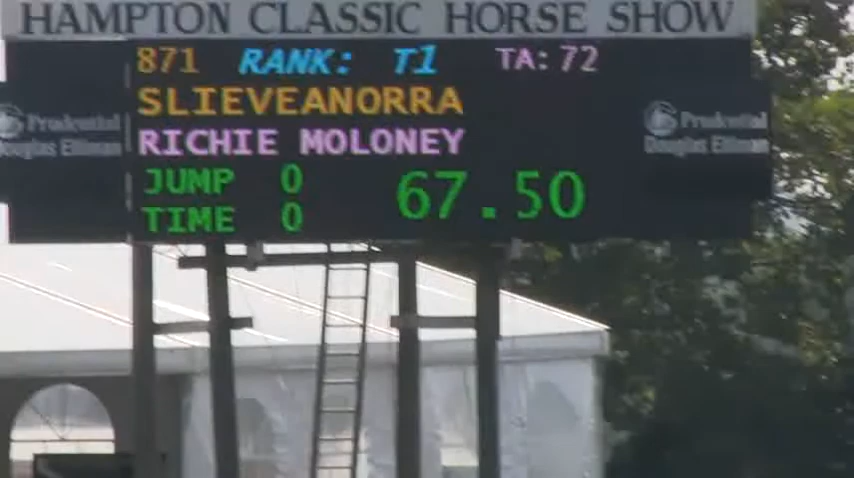 HAMPTON CLASSIC HORSE SHOW
871 RANK: T1 TA: 72
SLIEVEANORRA
Prudential
Douglas Elliman
RICHIE MOLONEY
Prudential
Douglas Elliman
JUMP 0
TIME 0
67.50